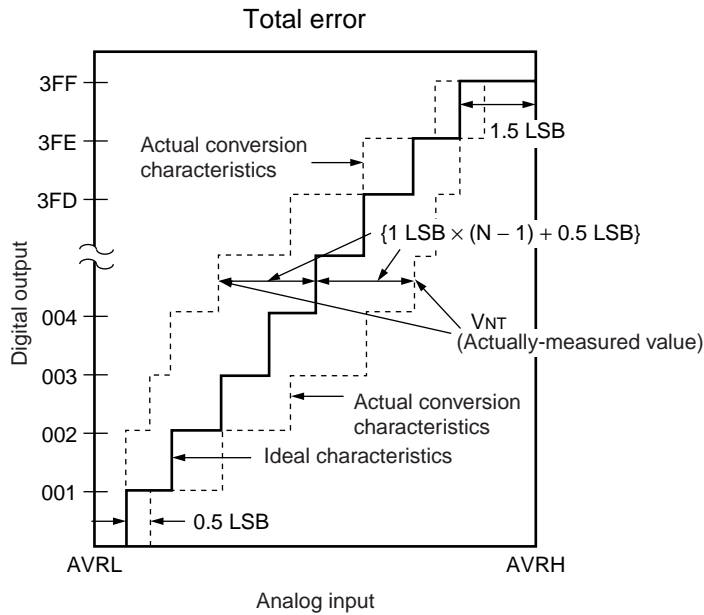 Total error
3FF
3FE
3FD
004
003
002
001
Digital output
Actual conversion
characteristics
1.5 LSB
{1 LSB × (N − 1) + 0.5 LSB}
VNT
(Actually-measured value)
Actual conversion
characteristics
Ideal characteristics
0.5 LSB
AVRL
AVRH
Analog input